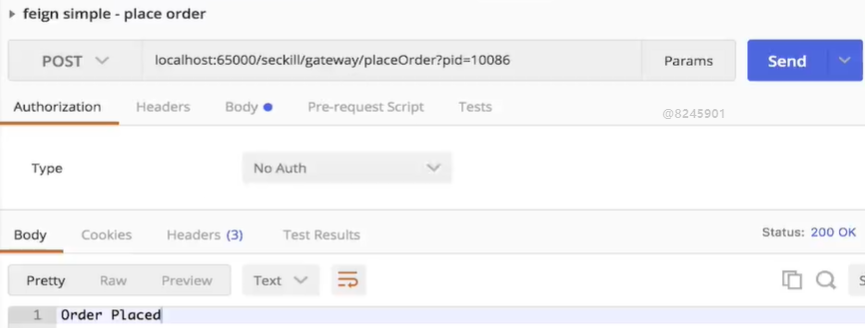 feign simple - place order
POST localhost:65000/seckill/gateway/placeOrder?pid=10086 Params Send
Authorization Headers Body Pre-request Script Tests
@8245901
Type No Auth
Body Cookies Headers (3) Test Results Status: 200 OK
Pretty Raw Preview Text
1 Order Placed